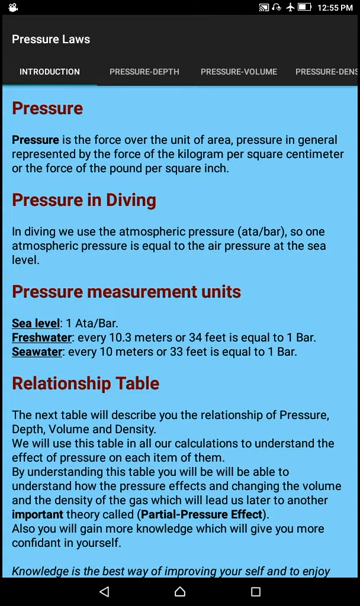 12:55 PM
Pressure Laws
INTRODUCTION PRESSURE-DEPTH PRESSURE-VOLUME PRESSURE-DENS
Pressure
Pressure is the force over the unit of area, pressure in general
represented by the force of the kilogram per square centimeter
or the force of the pound per square inch.
Pressure in Diving
In diving we use the atmospheric pressure (ata/bar), so one
atmospheric pressure is equal to the air pressure at the sea
level.
Pressure measurement units
Sea level: 1 Ata/Bar.
Freshwater: every 10.3 meters or 34 feet is equal to 1 Bar.
Seawater: every 10 meters or 33 feet is equal to 1 Bar.
Relationship Table
The next table will describe you the relationship of Pressure,
Depth, Volume and Density.
We will use this table in all our calculations to understand the
effect of pressure on each item of them.
By understanding this table you will be will be able to
understand how the pressure effects and changing the volume
and the density of the gas which will lead us later to another
important theory called (Partial-Pressure Effect).
Also you will gain more knowledge which will give you more
confidant in yourself.
Knowledge is the best way of improving your self and to enjoy